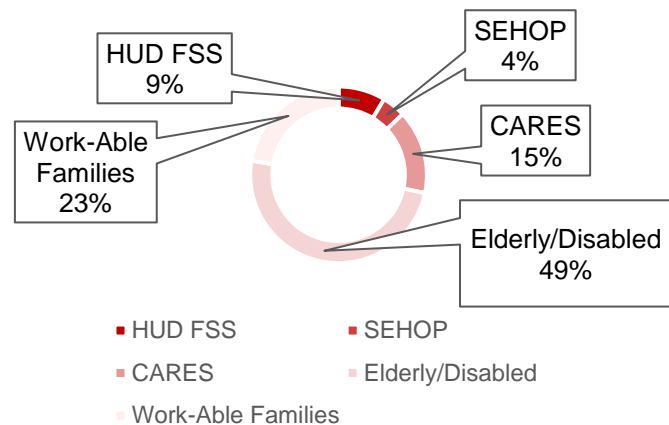 HUD FSS
9%
SEHOP
4%
CARES
15%
Work-Able
Families
23%
Elderly/Disabled
49%
HUD FSS
SEHOP
CARES
Elderly/Disabled
Work-Able Families